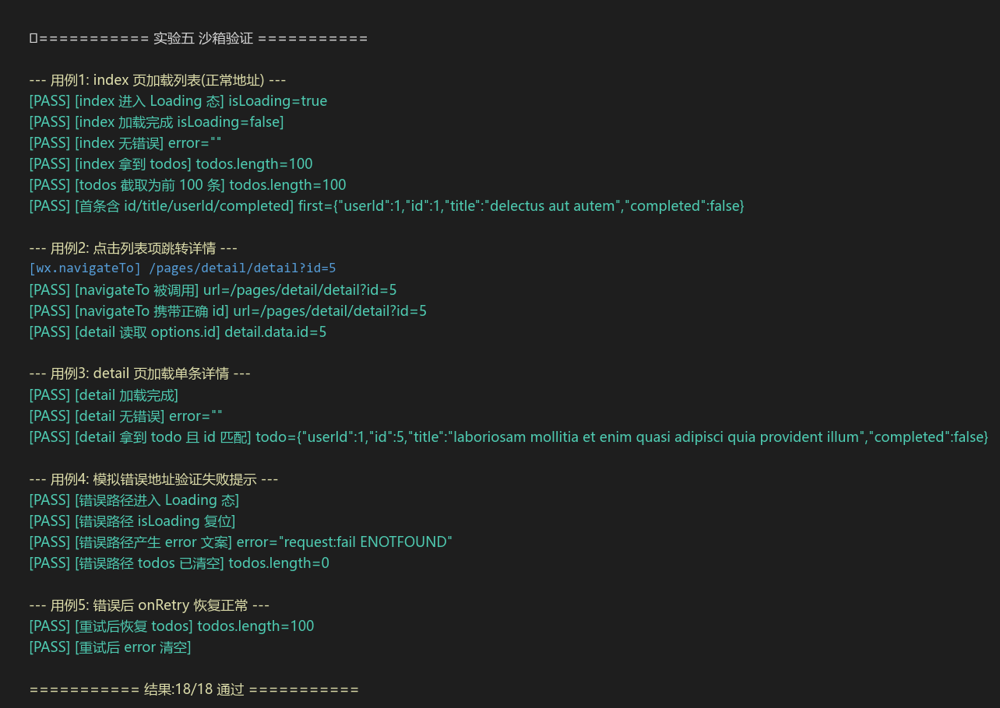 =========== 实验五 沙箱验证 ===========
--- 用例1: index 页加载列表(正常地址) ---
[PASS] [index 进入 Loading 态] isLoading=true
[PASS] [index 加载完成 isLoading=false]
[PASS] [index 无错误] error=""
[PASS] [index 拿到 todos] todos.length=100
[PASS] [todos 截取为前 100 条] todos.length=100
[PASS] [首条含 id/title/userId/completed] first={"userId":1,"id":1,"title":"delectus aut autem","completed":false}
--- 用例2: 点击列表项跳转详情 ---
[wx.navigateTo] /pages/detail/detail?id=5
[PASS] [navigateTo 被调用] url=/pages/detail/detail?id=5
[PASS] [navigateTo 携带正确 id] url=/pages/detail/detail?id=5
[PASS] [detail 读取 options.id] detail.data.id=5
--- 用例3: detail 页加载单条详情 ---
[PASS] [detail 加载完成]
[PASS] [detail 无错误] error=""
[PASS] [detail 拿到 todo 且 id 匹配] todo={"userId":1,"id":5,"title":"laboriosam mollitia et enim quasi adipisci quia provident illum","completed":false}
--- 用例4: 模拟错误地址验证失败提示 ---
[PASS] [错误路径进入 Loading 态]
[PASS] [错误路径 isLoading 复位]
[PASS] [错误路径产生 error 文案] error="request:fail ENOTFOUND"
[PASS] [错误路径 todos 已清空] todos.length=0
--- 用例5: 错误后 onRetry 恢复正常 ---
[PASS] [重试后恢复 todos] todos.length=100
[PASS] [重试后 error 清空]
=========== 结果:18/18 通过 ===========